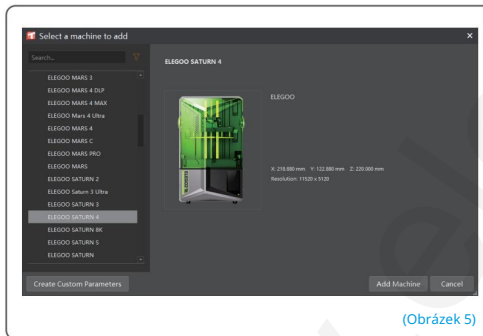 Select a machine to add
Search...
ELEGOO MARS 3
ELEGOO MARS 4 DLP
ELEGOO MARS 4 MAX
ELEGOO Mars 4 Ultra
ELEGOO MARS 4
ELEGOO MARS C
ELEGOO MARS PRO
ELEGOO MARS
ELEGOO SATURN 2
ELEGOO Saturn 3 Ultra
ELEGOO SATURN 3
ELEGOO SATURN 4
ELEGOO SATURN 8K
ELEGOO SATURN S
ELEGOO SATURN
ELEGOO SATURN 4
ELEGOO
X: 218.880 mm Y: 122.880 mm Z: 220.000 mm
Resolution: 11520 x 5120
Create Custom Parameters
Add Machine
Cancel
(Obrázek 5)